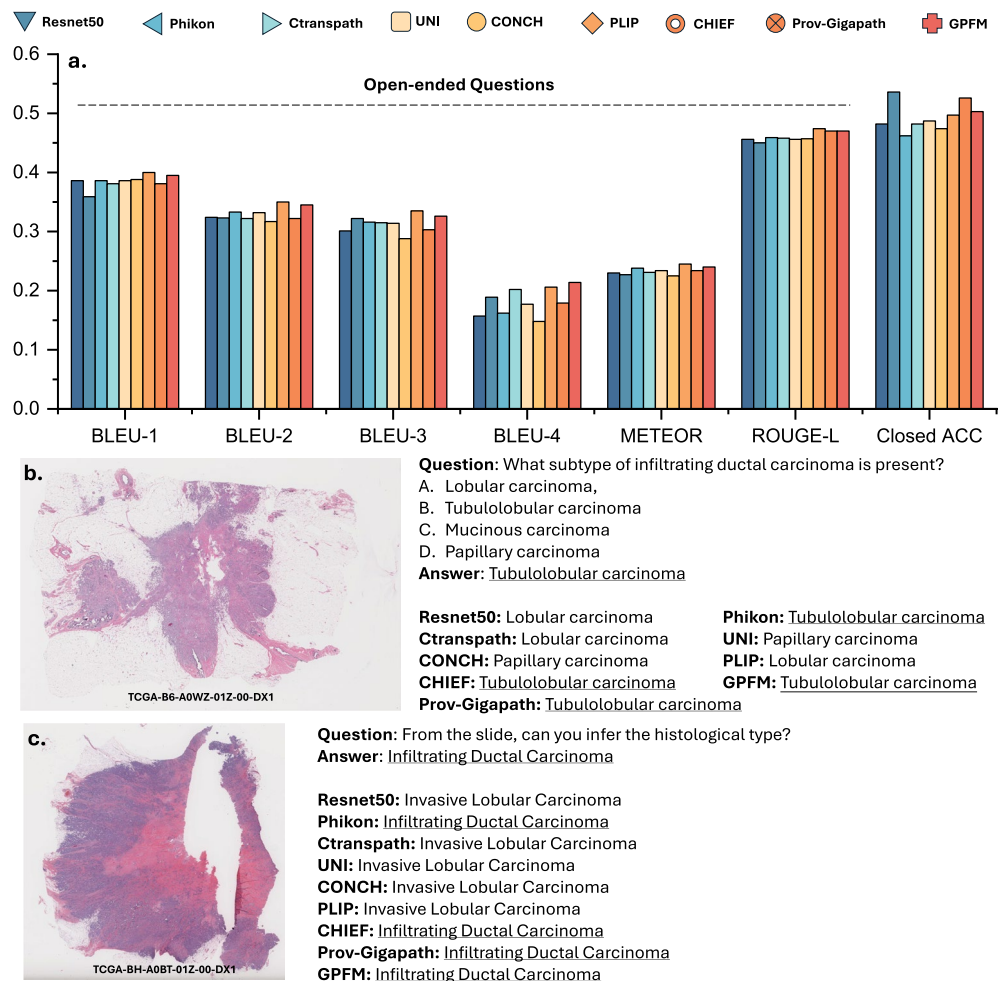 Resnet50 Phikon Ctranspath UNI CONCH PLIP CHIEF Prov-Gigapath GPFM
a.
Open-ended Questions
0.6
0.5
0.4
0.3
0.2
0.1
0.0
BLEU-1 BLEU-2 BLEU-3 BLEU-4 METEOR ROUGE-L Closed ACC
b.
TCGA-B6-A0WZ-01Z-00-DX1
Question: What subtype of infiltrating ductal carcinoma is present?
A. Lobular carcinoma,
B. Tubulolobular carcinoma
C. Mucinous carcinoma
D. Papillary carcinoma
Answer: Tubulolobular carcinoma
Resnet50: Lobular carcinoma
Phikon: Tubulolobular carcinoma
Ctranspath: Lobular carcinoma
UNI: Papillary carcinoma
CONCH: Papillary carcinoma
PLIP: Lobular carcinoma
CHIEF: Tubulolobular carcinoma
GPFM: Tubulolobular carcinoma
Prov-Gigapath: Tubulolobular carcinoma
c.
TCGA-BH-A0BT-01Z-00-DX1
Question: From the slide, can you infer the histological type?
Answer: Infiltrating Ductal Carcinoma
Resnet50: Invasive Lobular Carcinoma
Phikon: Infiltrating Ductal Carcinoma
Ctranspath: Invasive Lobular Carcinoma
UNI: Invasive Lobular Carcinoma
CONCH: Invasive Lobular Carcinoma
PLIP: Invasive Lobular Carcinoma
CHIEF: Infiltrating Ductal Carcinoma
Prov-Gigapath: Infiltrating Ductal Carcinoma
GPFM: Infiltrating Ductal Carcinoma